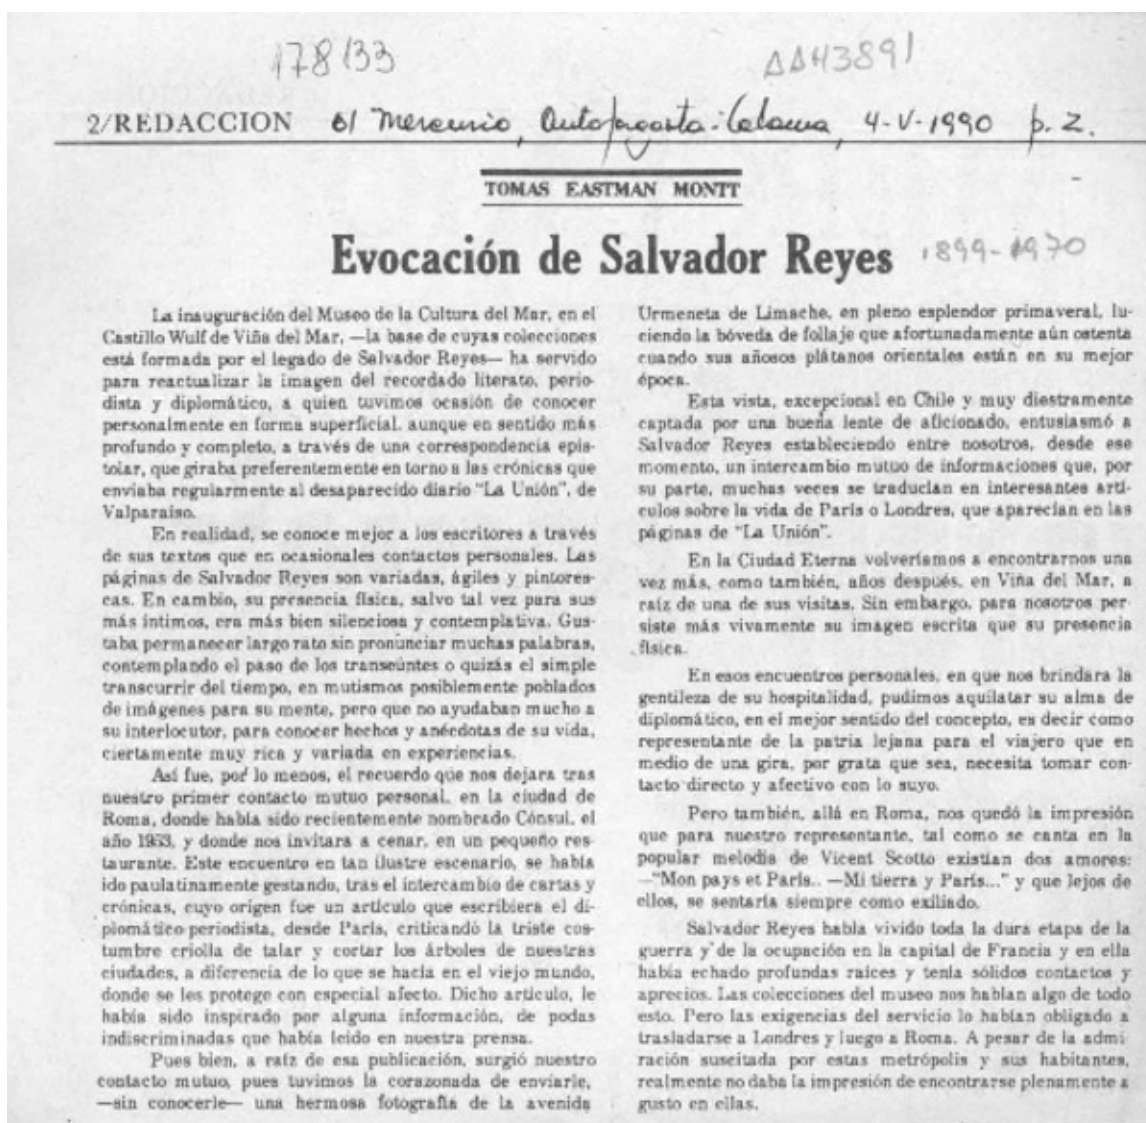 178133
AA43891
2/REDACCION El Mercurio, Antofagasta-Calama, 4-V-1990 p. 2.
TOMAS EASTMAN MONTT
Evocación de Salvador Reyes 1899-1970
La inauguración del Museo de la Cultura del Mar, en el
Castillo Wulf de Viña del Mar, —la base de cuyas colecciones
está formada por el legado de Salvador Reyes— ha servido
para reactualizar la imagen del recordado literato, perio-
dista y diplomático, a quien tuvimos ocasión de conocer
personalmente en forma superficial, aunque en sentido más
profundo y completo, a través de una correspondencia epis-
tolar, que giraba preferentemente en torno a las crónicas que
enviaba regularmente al desaparecido diario "La Unión", de
Valparaíso.
En realidad, se conoce mejor a los escritores a través
de sus textos que en ocasionales contactos personales. Las
páginas de Salvador Reyes son variadas, ágiles y pintores-
cas. En cambio, su presencia física, salvo tal vez para sus
más íntimos, era más bien silenciosa y contemplativa. Gus-
taba permanecer largo rato sin pronunciar muchas palabras,
contemplando el paso de los transeúntes o quizás el simple
transcurrir del tiempo, en mutismos posiblemente poblados
de imágenes para su mente, pero que no ayudaban mucho a
su interlocutor, para conocer hechos y anécdotas de su vida,
ciertamente muy rica y variada en experiencias.
Así fue, por lo menos, el recuerdo que nos dejara tras
nuestro primer contacto mutuo personal, en la ciudad de
Roma, donde había sido recientemente nombrado Cónsul, el
año 1953, y donde nos invitara a cenar, en un pequeño res-
taurante. Este encuentro en tan ilustre escenario, se había
ido paulatinamente gestando, tras el intercambio de cartas y
crónicas, cuyo origen fue un artículo que escribiera el di-
plomático periodista, desde París, criticando la triste cos-
tumbre criolla de talar y cortar los árboles de nuestras
ciudades, a diferencia de lo que se hacía en el viejo mundo,
donde se les protege con especial afecto. Dicho artículo, le
había sido inspirado por alguna información, de podas
indiscriminadas que había leído en nuestra prensa.
Pues bien, a raíz de esa publicación, surgió nuestro
contacto mutuo, pues tuvimos la corazonada de enviarle,
—sin conocerle— una hermosa fotografía de la avenida
Urmeneta de Limache, en pleno esplendor primaveral, lu-
ciendo la bóveda de follaje que afortunadamente aún ostenta
cuando sus añosos plátanos orientales están en su mejor
época.
Esta vista, excepcional en Chile y muy diestramente
captada por una buena lente de aficionado, entusiasmó a
Salvador Reyes estableciendo entre nosotros, desde ese
momento, un intercambio mutuo de informaciones que, por
su parte, muchas veces se traducían en interesantes artí-
culos sobre la vida de París o Londres, que aparecían en las
páginas de "La Unión".
En la Ciudad Eterna volveríamos a encontrarnos una
vez más, como también, años después, en Viña del Mar, a
raíz de una de sus visitas. Sin embargo, para nosotros per-
siste más vivamente su imagen escrita que su presencia
física.
En esos encuentros personales, en que nos brindara la
gentileza de su hospitalidad, pudimos aquilatar su alma de
diplomático, en el mejor sentido del concepto, es decir como
representante de la patria lejana para el viajero que en
medio de una gira, por grata que sea, necesita tomar con-
tacto directo y afectivo con lo suyo.
Pero también, allá en Roma, nos quedó la impresión
que para nuestro representante, tal como se canta en la
popular melodía de Vicent Scotto existían dos amores:
—"Mon pays et París.. —Mi tierra y París..." y que lejos de
ellos, se sentaría siempre como exiliado.
Salvador Reyes había vivido toda la dura etapa de la
guerra y de la ocupación en la capital de Francia y en ella
había echado profundas raíces y tenía sólidos contactos y
aprecios. Las colecciones del museo nos hablan algo de todo
esto. Pero las exigencias del servicio lo habían obligado a
trasladarse a Londres y luego a Roma. A pesar de la admi-
ración suscitada por estas metrópolis y sus habitantes,
realmente no daba la impresión de encontrarse plenamente a
gusto en ellas.